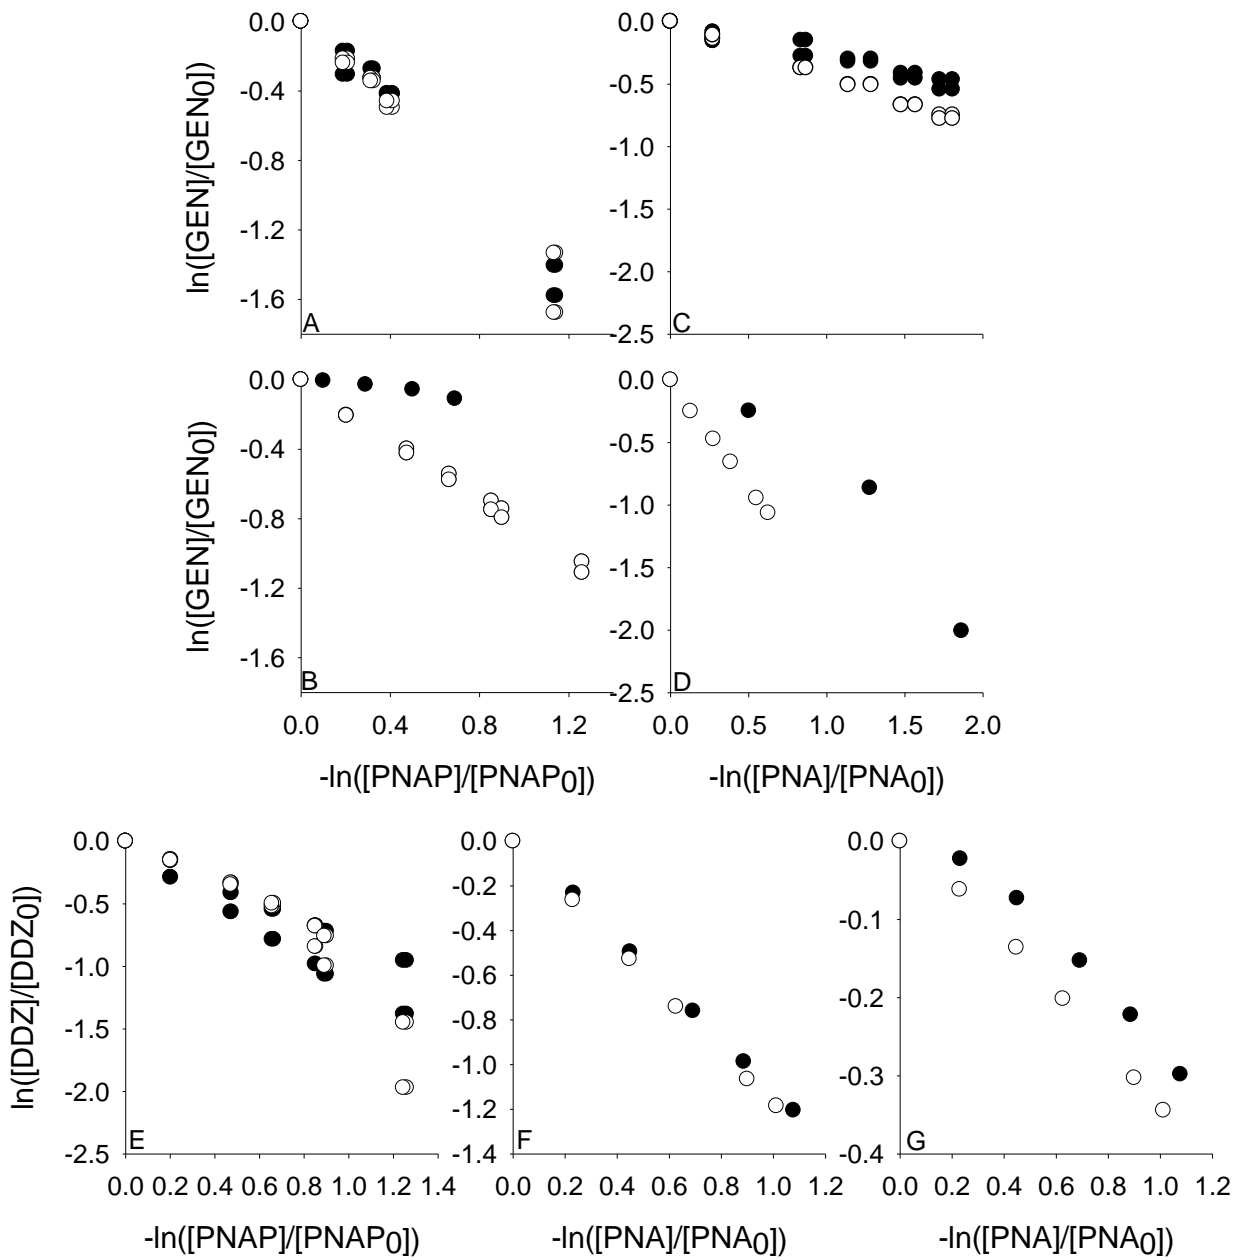 0.0
-0.4
-0.8
-1.2
-1.6
ln([GEN]/[GEN0])
A
0.0
-0.5
-1.0
-1.5
-2.0
-2.5
C
0.0
-0.4
-0.8
-1.2
-1.6
ln([GEN]/[GEN0])
B
0.0 0.4 0.8 1.2
-ln([PNAP]/[PNAP0])
0.0
-0.5
-1.0
-1.5
-2.0
-2.5
D
0.0 0.5 1.0 1.5 2.0
-ln([PNA]/[PNA0])
0.0
-0.5
-1.0
-1.5
-2.0
-2.5
ln([DDZ]/[DDZ0])
E
0.0 0.2 0.4 0.6 0.8 1.0 1.2 1.4
-ln([PNAP]/[PNAP0])
0.0
-0.2
-0.4
-0.6
-0.8
-1.0
-1.2
-1.4
F
0.0 0.2 0.4 0.6 0.8 1.0 1.2
-ln([PNA]/[PNA0])
0.0
-0.1
-0.2
-0.3
-0.4
G
0.0 0.2 0.4 0.6 0.8 1.0 1.2
-ln([PNA]/[PNA0])